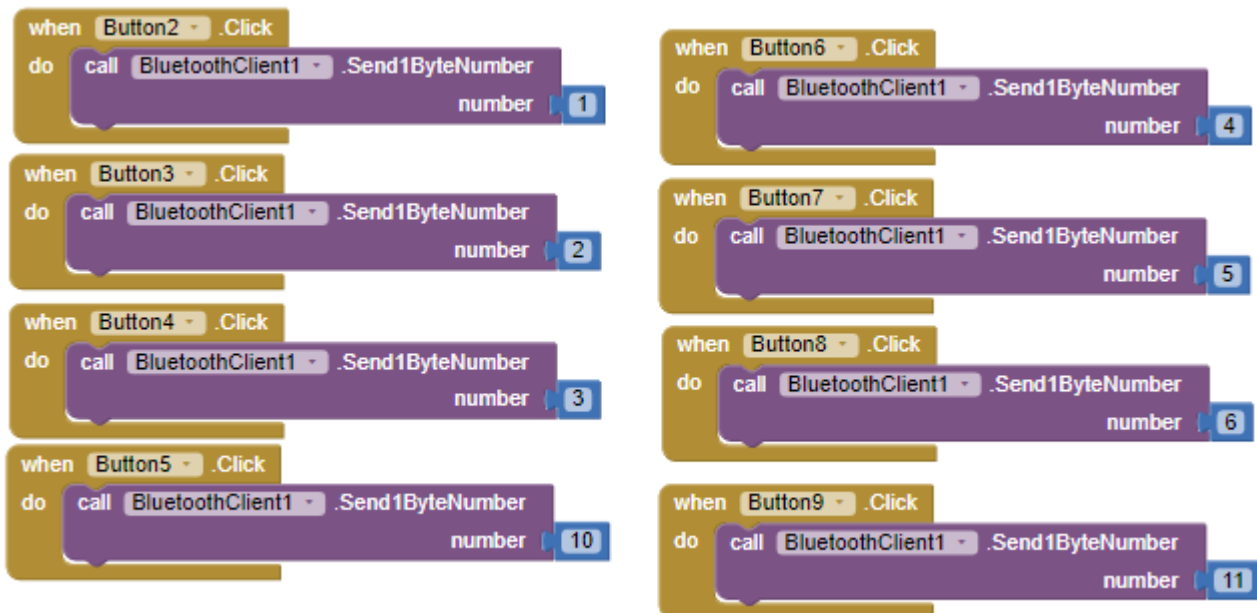 when Button2 .Click
do call BluetoothClient1 .Send1ByteNumber
number 1
when Button3 .Click
do call BluetoothClient1 .Send1ByteNumber
number 2
when Button4 .Click
do call BluetoothClient1 .Send1ByteNumber
number 3
when Button5 .Click
do call BluetoothClient1 .Send1ByteNumber
number 10
when Button6 .Click
do call BluetoothClient1 .Send1ByteNumber
number 4
when Button7 .Click
do call BluetoothClient1 .Send1ByteNumber
number 5
when Button8 .Click
do call BluetoothClient1 .Send1ByteNumber
number 6
when Button9 .Click
do call BluetoothClient1 .Send1ByteNumber
number 11